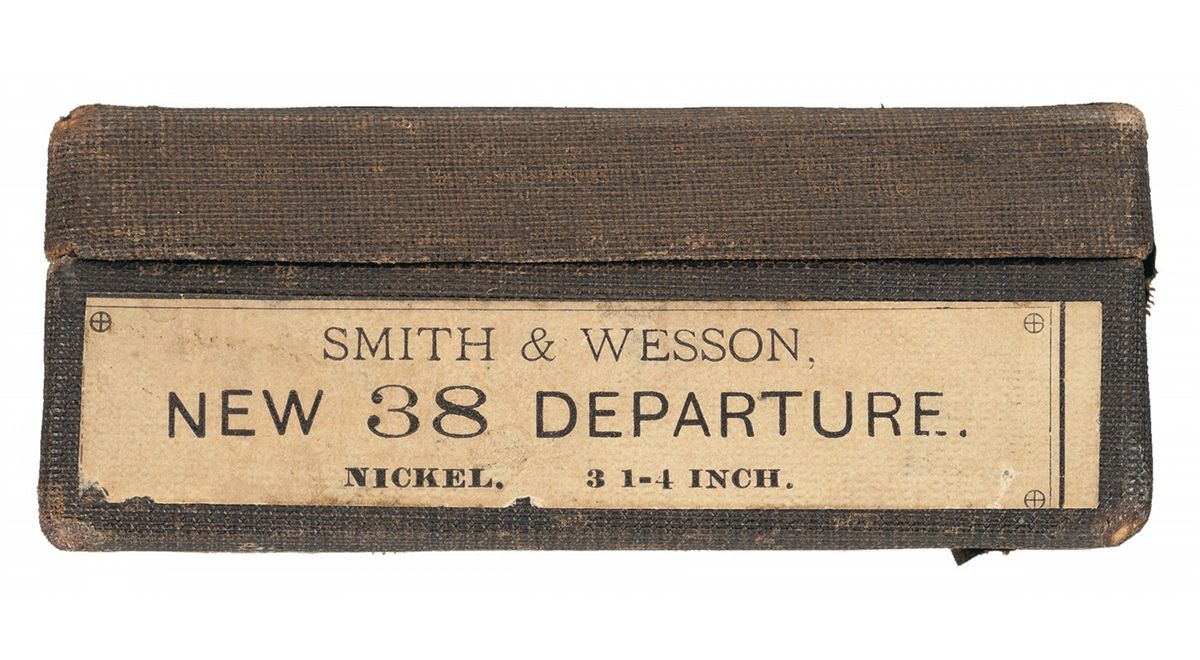 SMITH & WESSON,
NEW 38 DEPARTURE.
NICKEL. 3 1-4 INCH.